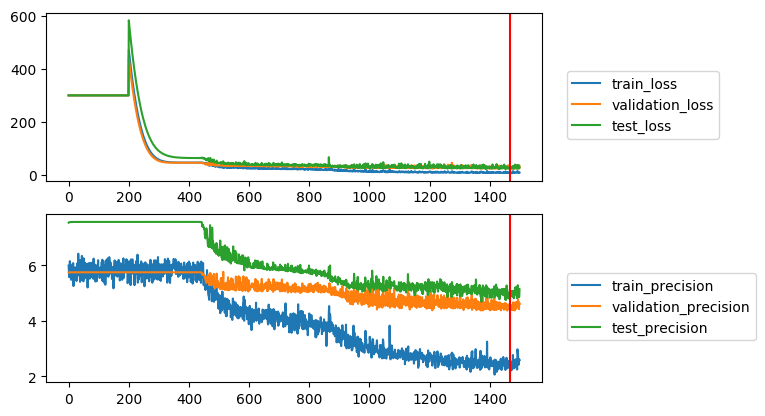 600
400
200
0
0 200 400 600 800 1000 1200 1400
train_loss
validation_loss
test_loss
6
4
2
0 200 400 600 800 1000 1200 1400
train_precision
validation_precision
test_precision